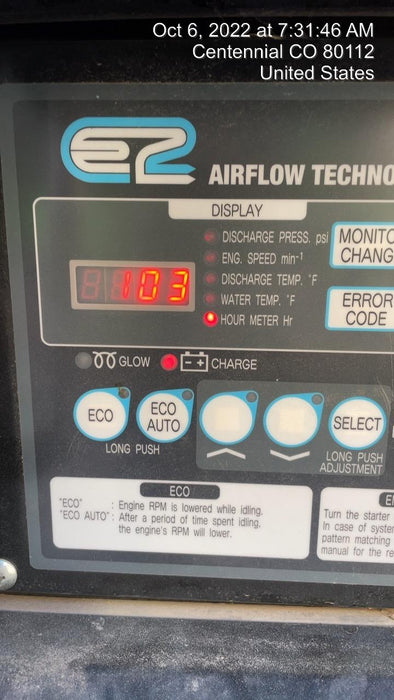 Oct 6, 2022 at 7:31:46 AM
Centennial CO 80112
United States
EZ AIRFLOW TECHNO
DISPLAY
DISCHARGE PRESS. psi
ENG. SPEED min⁻¹
DISCHARGE TEMP. °F
WATER TEMP. °F
HOUR METER Hr
103
MONITO
CHANG
ERROR
CODE
GLOW
- +
CHARGE
ECO
ECO
AUTO
SELECT
LONG PUSH
LONG PUSH
ADJUSTMENT
ECO
"ECO" : Engine RPM is lowered while idling.
"ECO AUTO" : After a period of time spent idling,
the engine's RPM will lower.
Turn the starter
In case of system
pattern matching
manual for the re